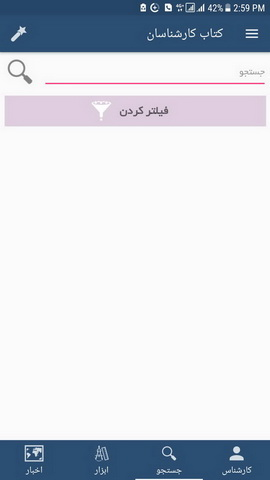 42% 2:59 PM
کتاب کارشناسان
جستجو
فیلتر کردن
کارشناس
جستجو
ابزار
اخبار